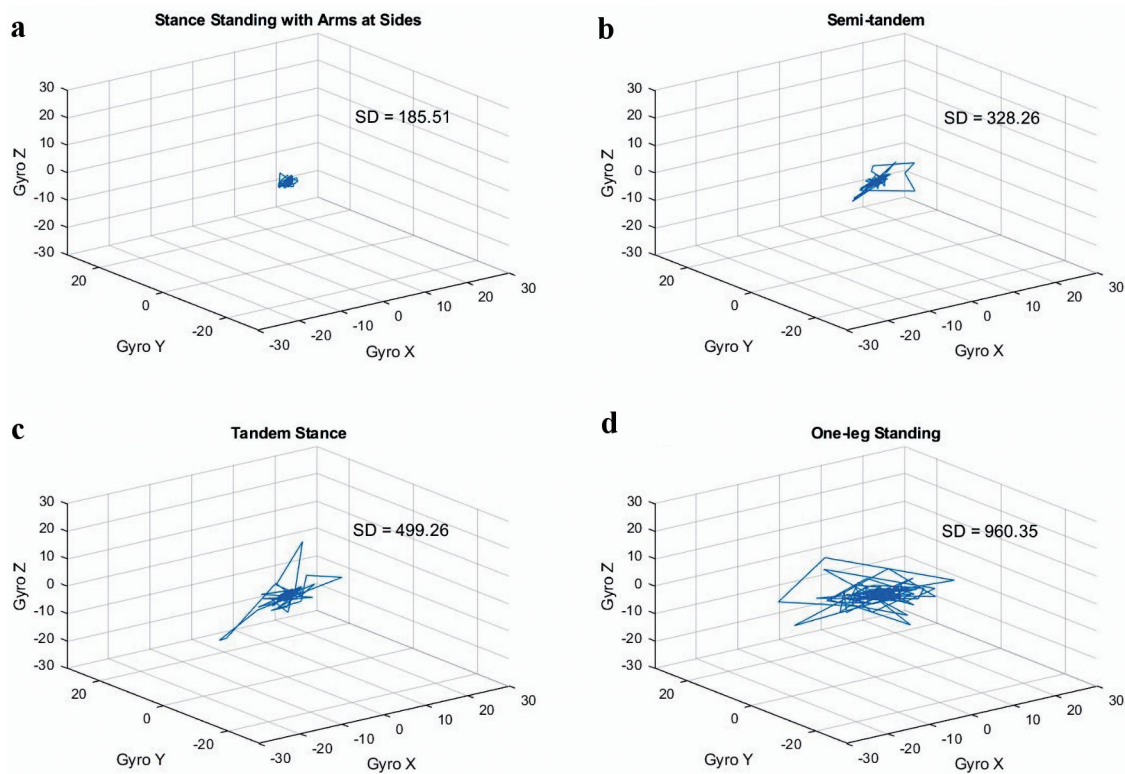 a
Stance Standing with Arms at Sides
30
20
10
0
-10
-20
-30
Gyro Z
SD = 185.51
20
0
-20
Gyro Y
-30
-20
-10
0
10
20
30
Gyro X
b
Semi-tandem
30
20
10
0
-10
-20
-30
Gyro Z
SD = 328.26
20
0
-20
Gyro Y
-30
-20
-10
0
10
20
30
Gyro X
c
Tandem Stance
30
20
10
0
-10
-20
-30
Gyro Z
SD = 499.26
20
0
-20
Gyro Y
-30
-20
-10
0
10
20
30
Gyro X
d
One-leg Standing
30
20
10
0
-10
-20
-30
Gyro Z
SD = 960.35
20
0
-20
Gyro Y
-30
-20
-10
0
10
20
30
Gyro X